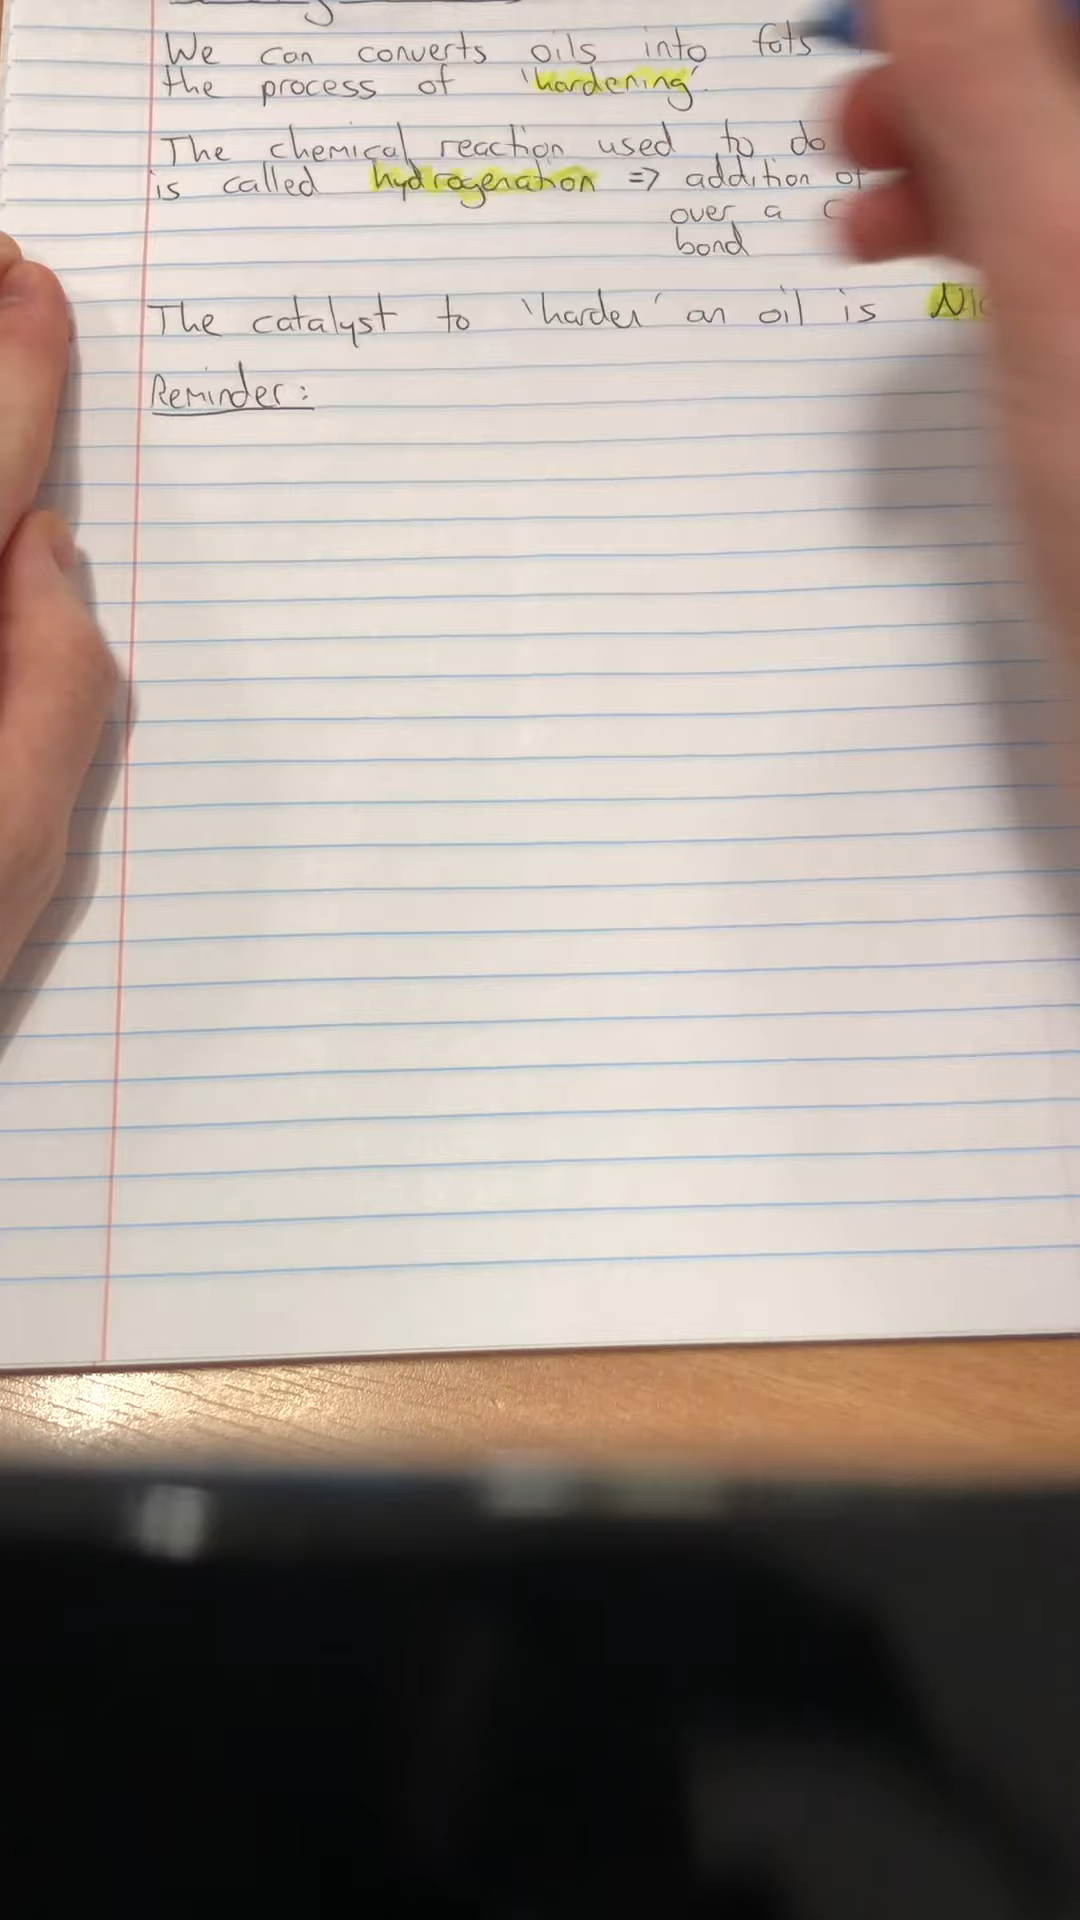 We can converts oils into fats
the process of 'hardening'.
The chemical reaction used to do
is called hydrogenation => addition of
over a C
bond
The catalyst to 'harden' an oil is
Reminder: